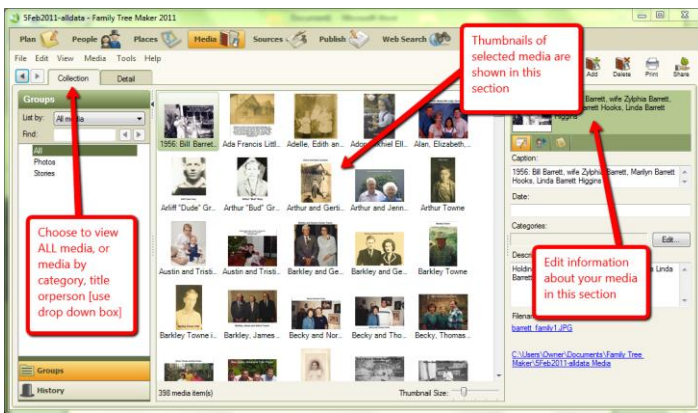 5Feb2011-alldata - Family Tree Maker 2011
Plan People Places Media Sources Publish Web Search
File Edit View Media Tools Help
Collection Detail
Add Delete Print Share
Thumbnails of
selected media are
shown in this
section
Groups
List by: All media
Find:
All
Photos
Stories
Choose to view
ALL media, or
media by
category, title
orperson [use
drop down box]
Groups
History
1956: Bill Barret.. Ada Francis Littl.. Adelle, Edith an.. Alan, Elizabeth,..
Arliff "Dude" Gr.. Arthur "Bud" Gr.. Arthur and Gerti.. Arthur and Jenn.. Arthur Towne
Austin and Tristi.. Austin and Tristi.. Barkley and Ge.. Barkley and Ge.. Barkley Towne
Barkley Towne i.. Barkley, James.. Becky and Nor.. Becky and Tho.. Becky, Thomas..
398 media item(s) Thumbnail Size:
Barrett, wife Zylphia Barrett,
Barrett Hooks, Linda Barrett
Higgins
Caption:
1956: Bill Barrett, wife Zylphia Barrett, Marilyn Barrett
Hooks, Linda Barrett Higgins
Date:
Categories:
Edit...
Edit information
about your media
in this section
Linda
barrett_family1.JPG
C:\Users\Owner\Documents\Family Tree
Maker\5Feb2011-alldata Media